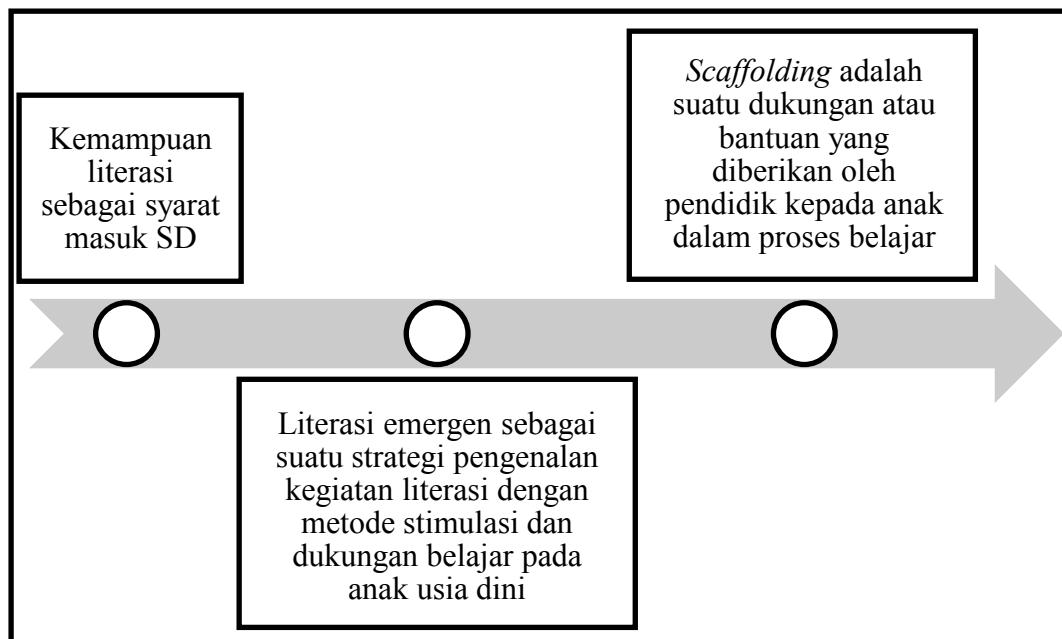 Kemampuan
literasi
sebagai syarat
masuk SD
Literasi emergen sebagai
suatu strategi pengenalan
kegiatan literasi dengan
metode stimulasi dan
dukungan belajar pada
anak usia dini
Scaffolding adalah
suatu dukungan atau
bantuan yang
diberikan oleh
pendidik kepada anak
dalam proses belajar